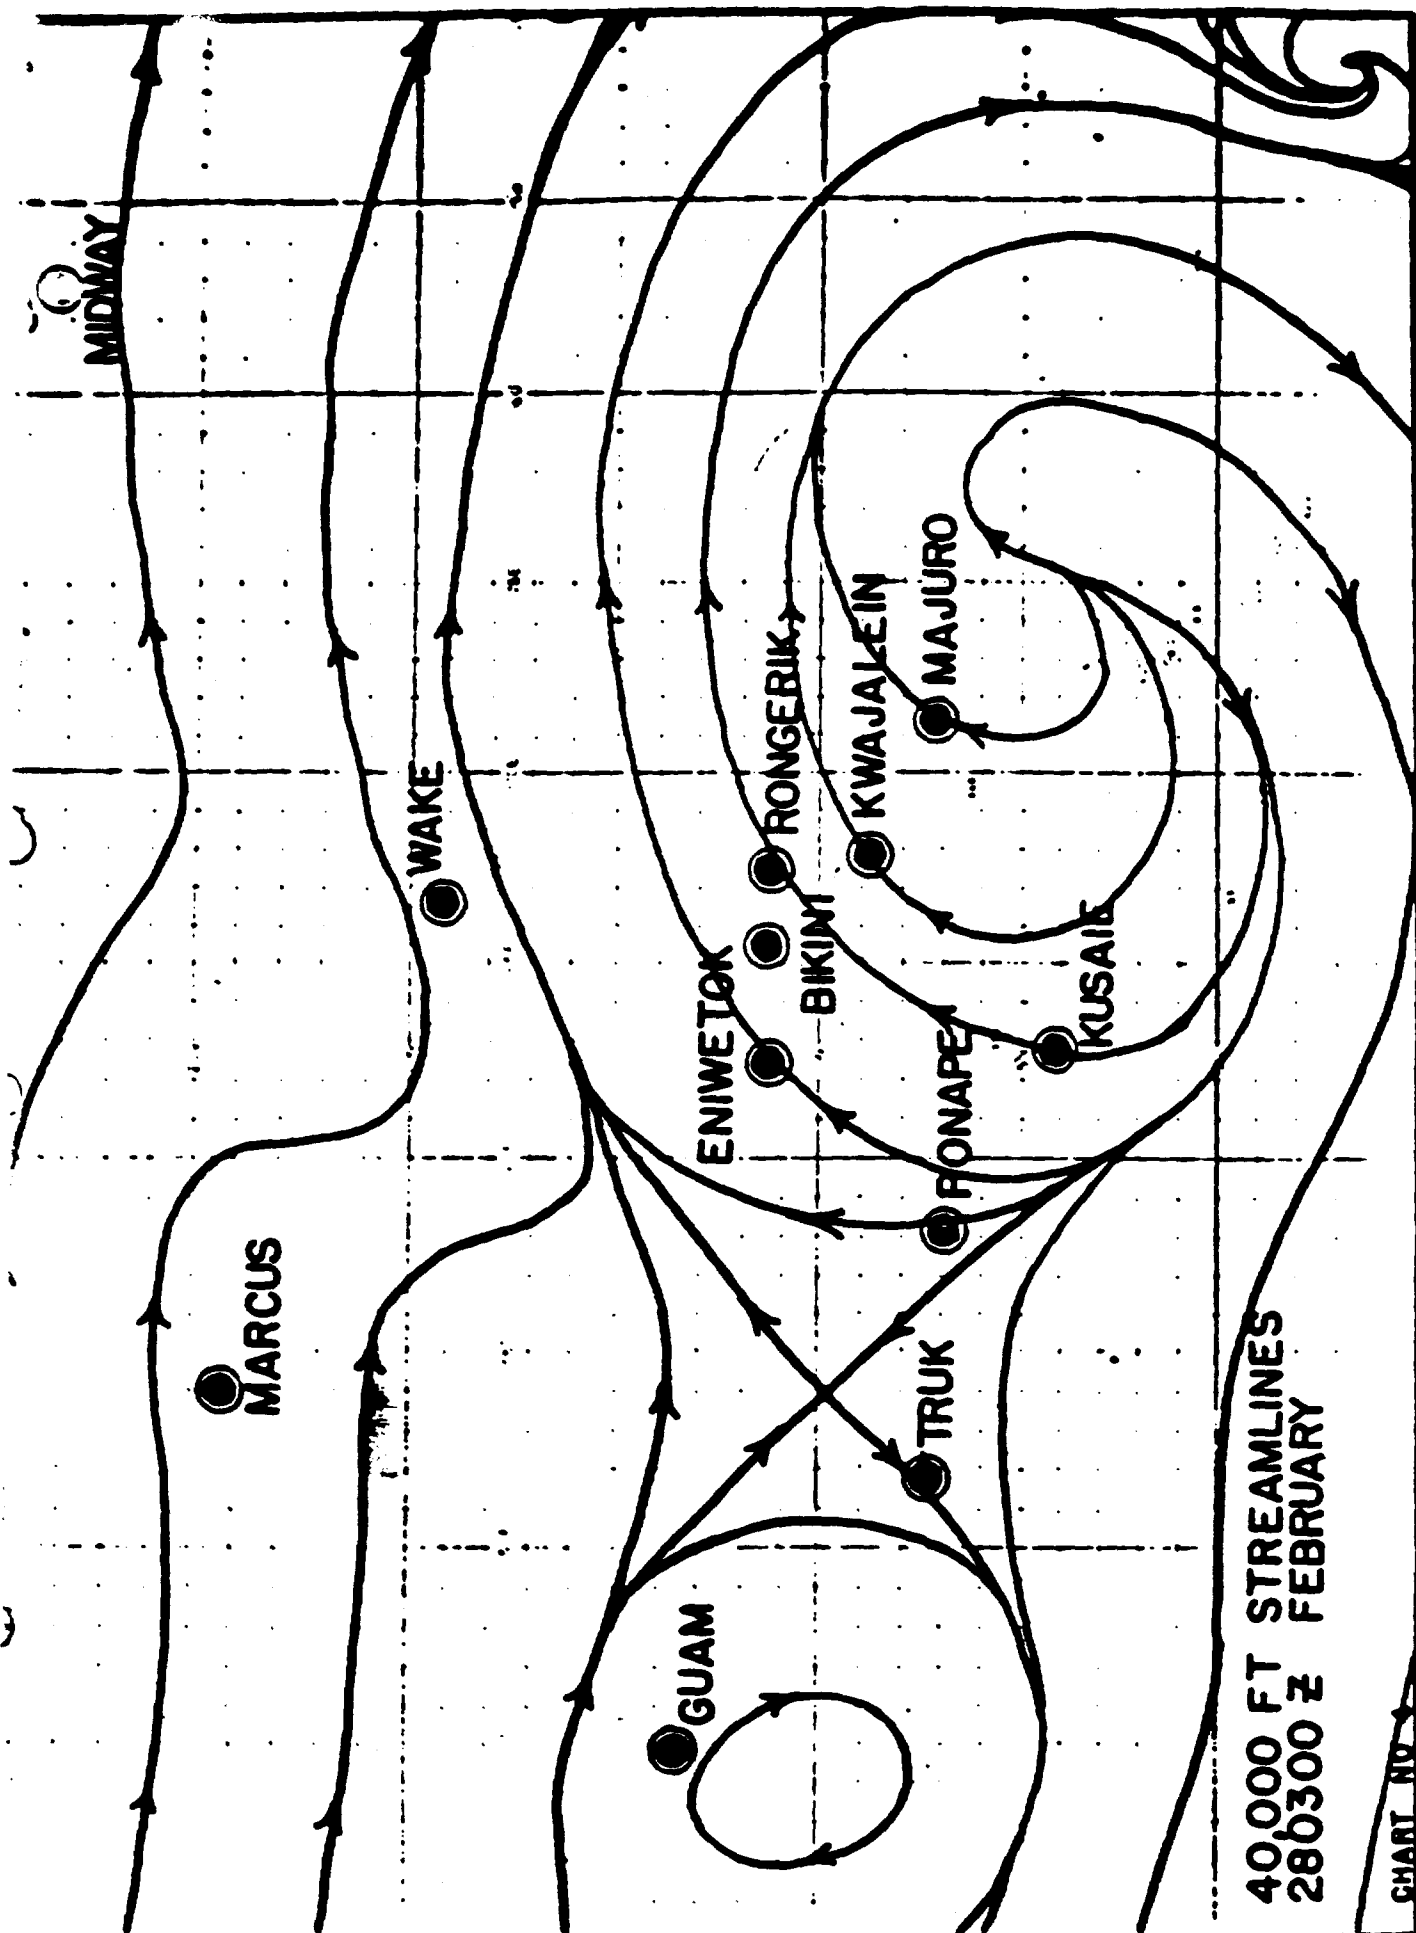 MIDWAY
WAKE
MARCUS
RONGERIK
KWAJALEIN
MAJURO
ENIWETOK
BIKINI
KUSAIE
PONAPE
TRUK
GUAM
40,000 FT STREAMLINES
280300 Z FEBRUARY
CHART NO